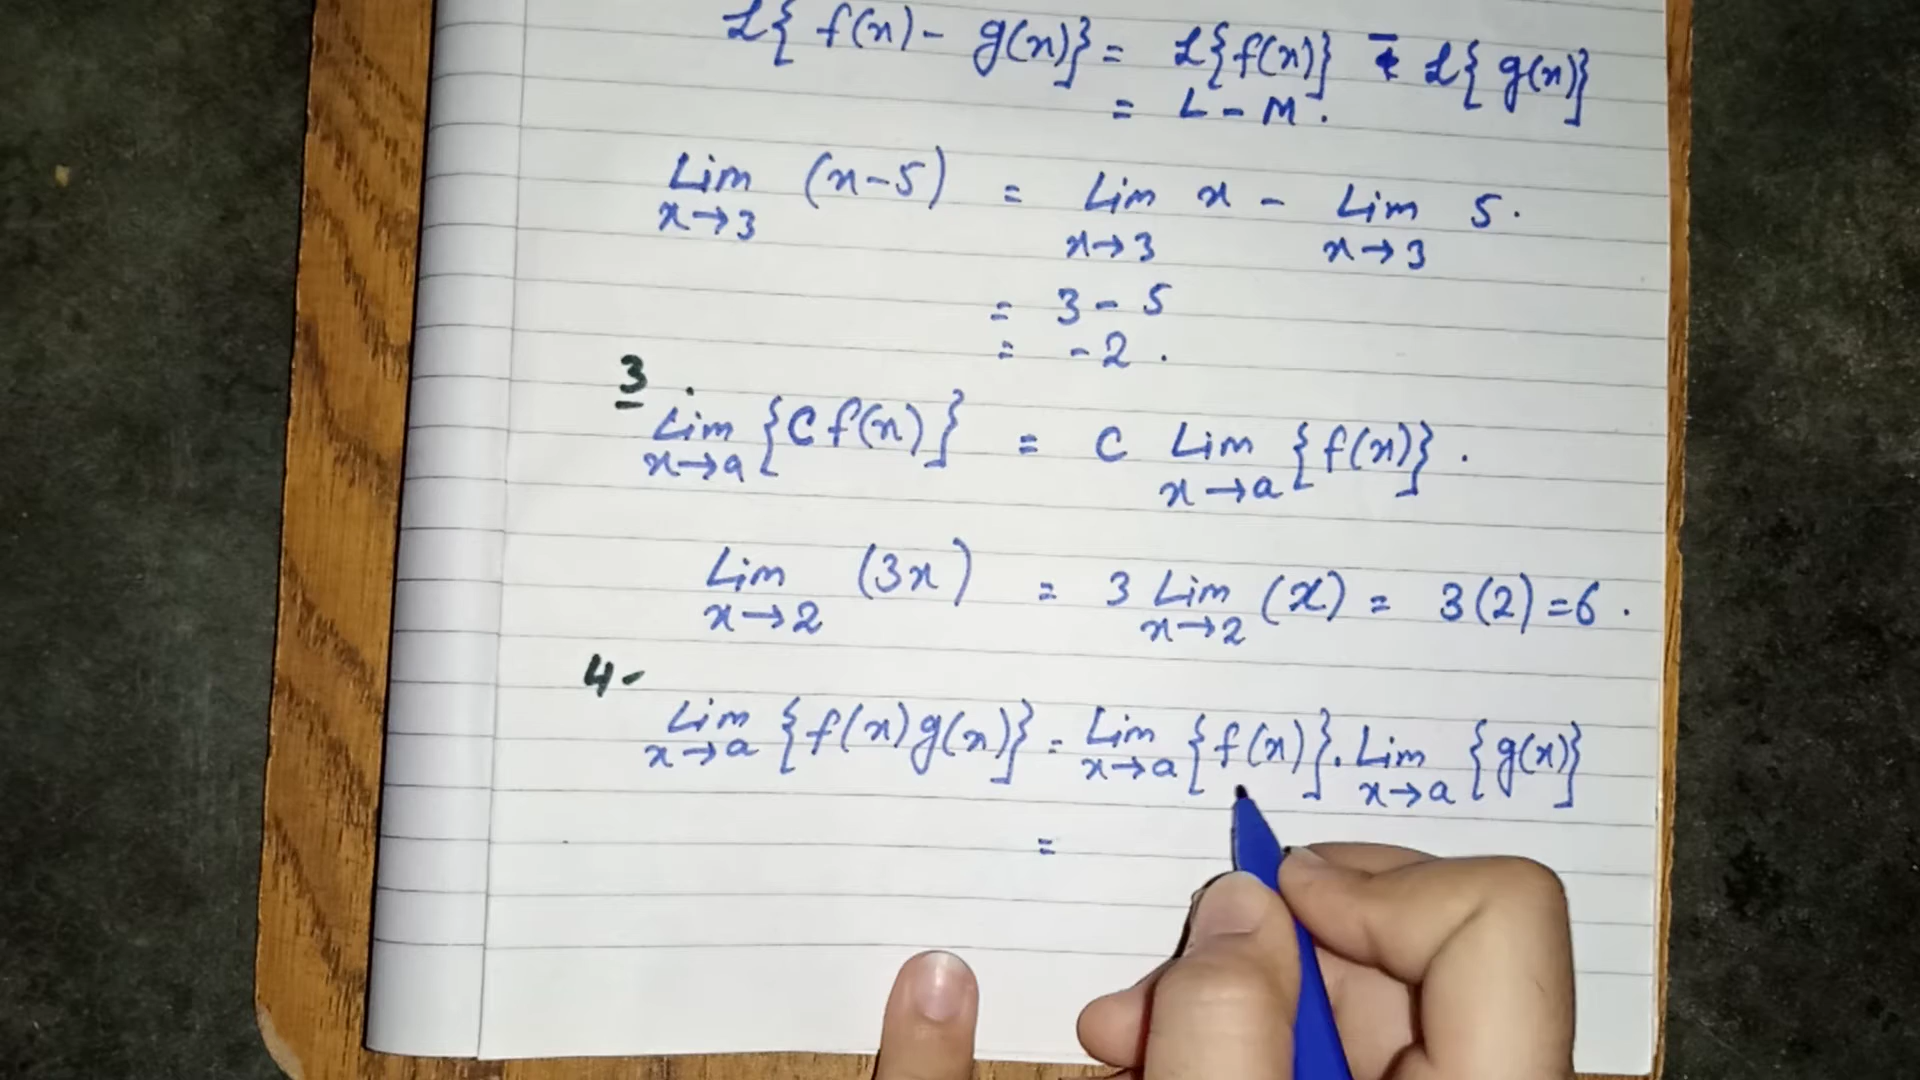 ℒ{ f(x) - g(x)} = ℒ{f(x)} - ℒ{ g(x)}
= L - M.
Lim (x-5) = Lim x - Lim 5.
x→3 x→3 x→3
= 3 - 5
= -2 .
3.
Lim {C f(x)} = C Lim {f(x)} .
x→a x→a
Lim (3x) = 3 Lim (x) = 3(2) =6 .
x→2 x→2
4-
Lim {f(x) g(x)} = Lim {f(x)} . Lim {g(x)}
x→a x→a x→a
=